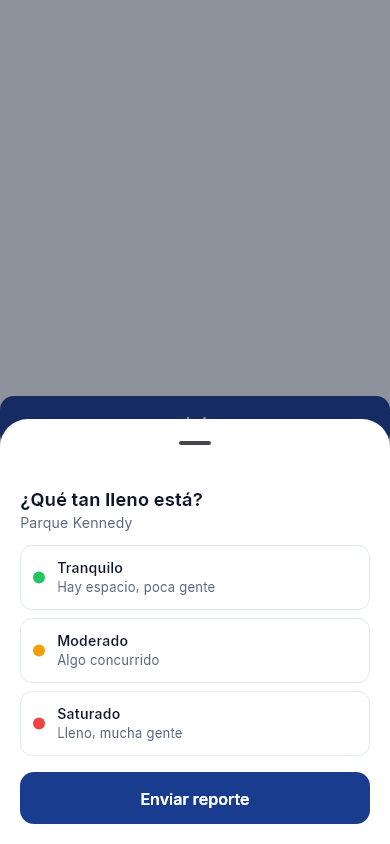 ¿Qué tan lleno está?
Parque Kennedy
Tranquilo
Hay espacio, poca gente
Moderado
Algo concurrido
Saturado
Lleno, mucha gente
Enviar reporte